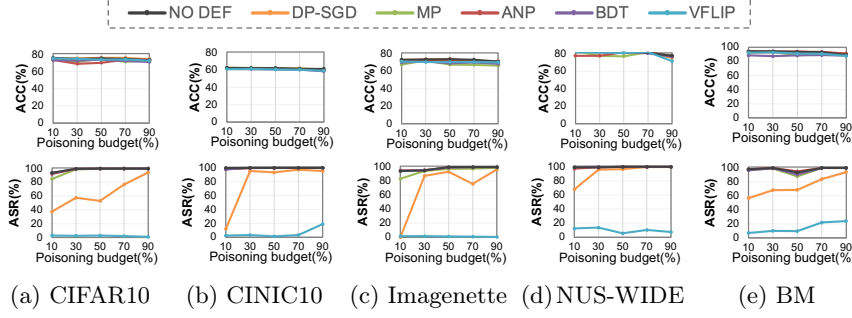 NO DEF DP-SGD MP ANP BDT VFLIP
ACC(%) 80 60 40 20 0
10 30 50 70 90
Poisoning budget(%)
ACC(%) 80 60 40 20 0
10 30 50 70 90
Poisoning budget(%)
ACC(%) 80 60 40 20 0
10 30 50 70 90
Poisoning budget(%)
ACC(%) 80 60 40 20 0
10 30 50 70 90
Poisoning budget(%)
ACC(%) 100 80 60 40 20 0
10 30 50 70 90
Poisoning budget(%)
ASR(%) 100 80 60 40 20 0
10 30 50 70 90
Poisoning budget(%
ASR(%) 100 80 60 40 20 0
10 30 50 70 90
Poisoning budget(%
ASR(%) 100 80 60 40 20 0
10 30 50 70 90
Poisoning budget(%
ASR(%) 100 80 60 40 20 0
10 30 50 70 90
Poisoning budget(%
ASR(%) 100 80 60 40 20 0
10 30 50 70 90
Poisoning budget(%
(a) CIFAR10 (b) CINIC10 (c) Imagenette (d) NUS-WIDE (e) BM